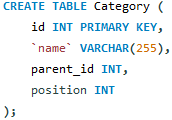 CREATE TABLE Category (
    id INT PRIMARY KEY,
    `name` VARCHAR(255),
    parent_id INT,
    position INT
);